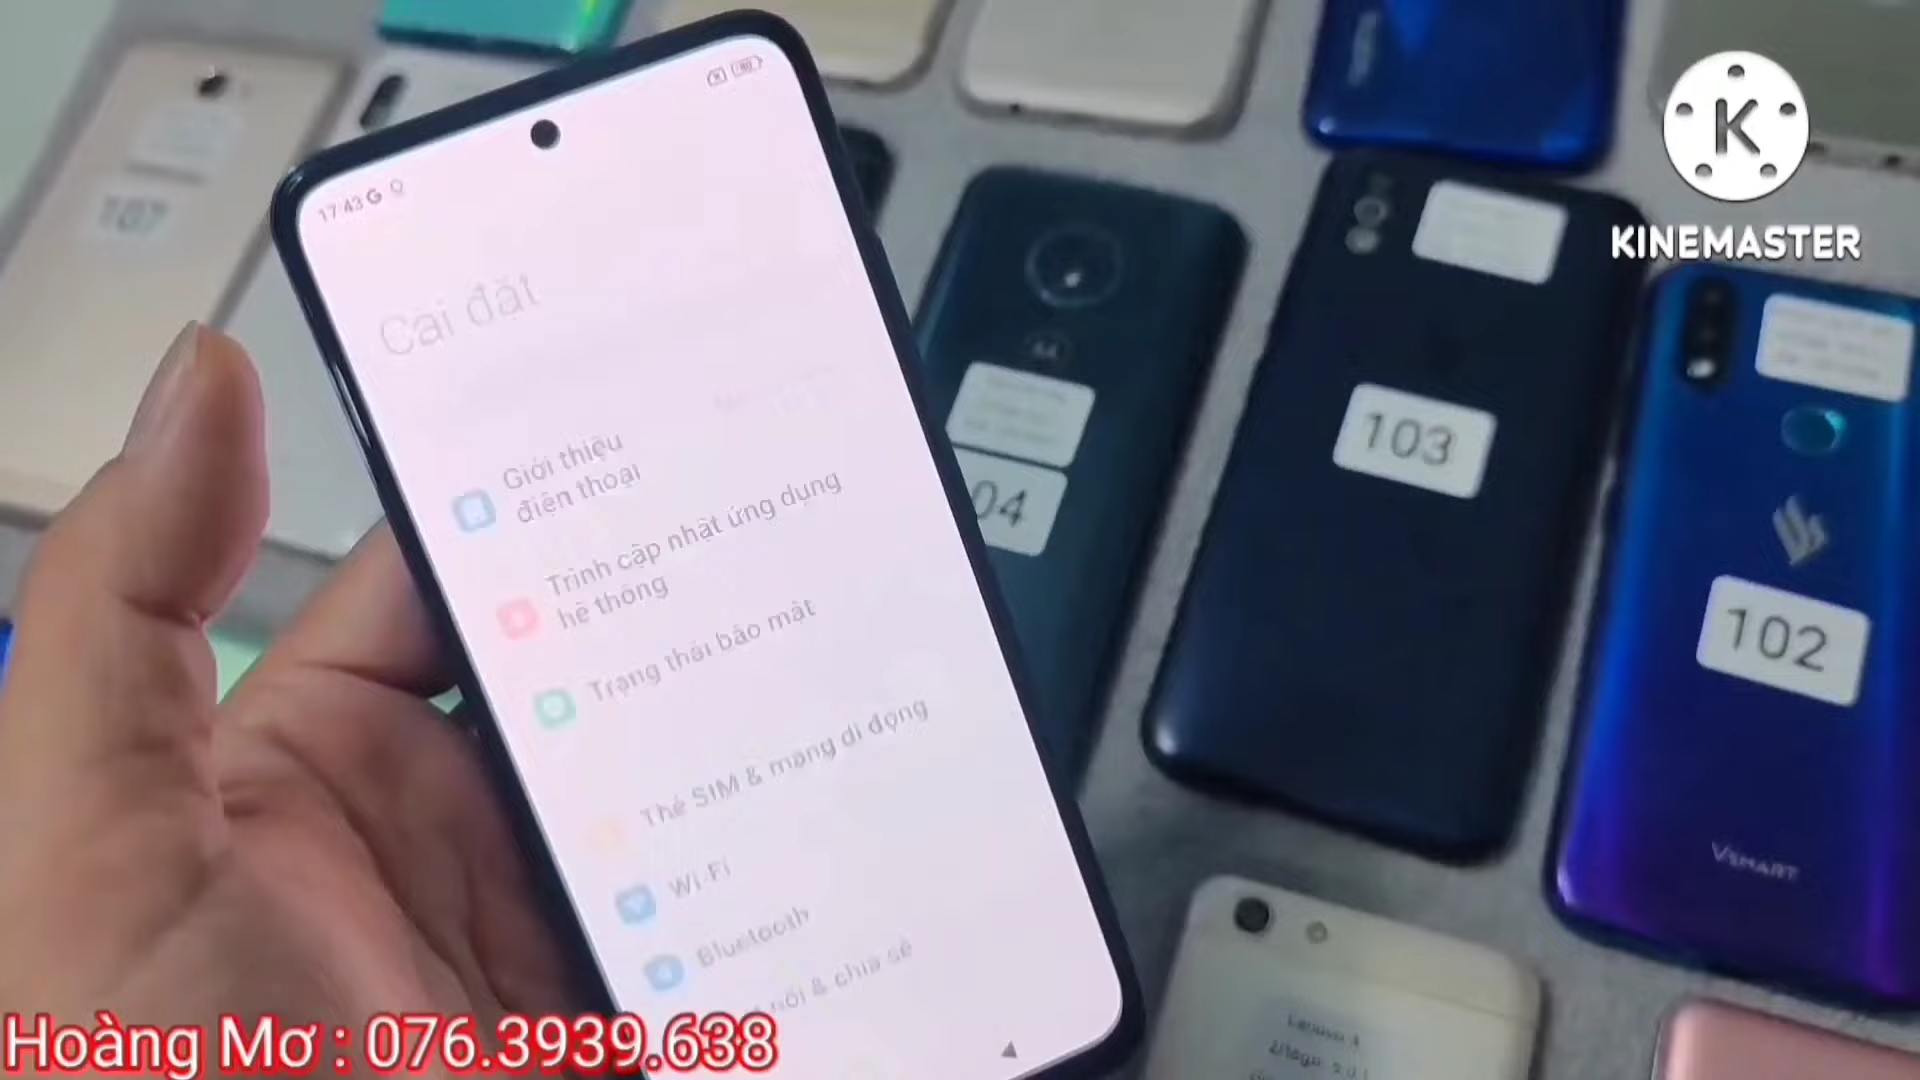 17:43 G
Cài đặt
Giới thiệu
điện thoại
Trình cập nhật ứng dụng
hệ thống
Trạng thái bảo mật
Thẻ SIM & mạng di động
Wi-Fi
Bluetooth
nối & chia sẻ
107
04
103
102
VSMART
K
KINEMASTER
Hoàng Mơ : 076.3939.638